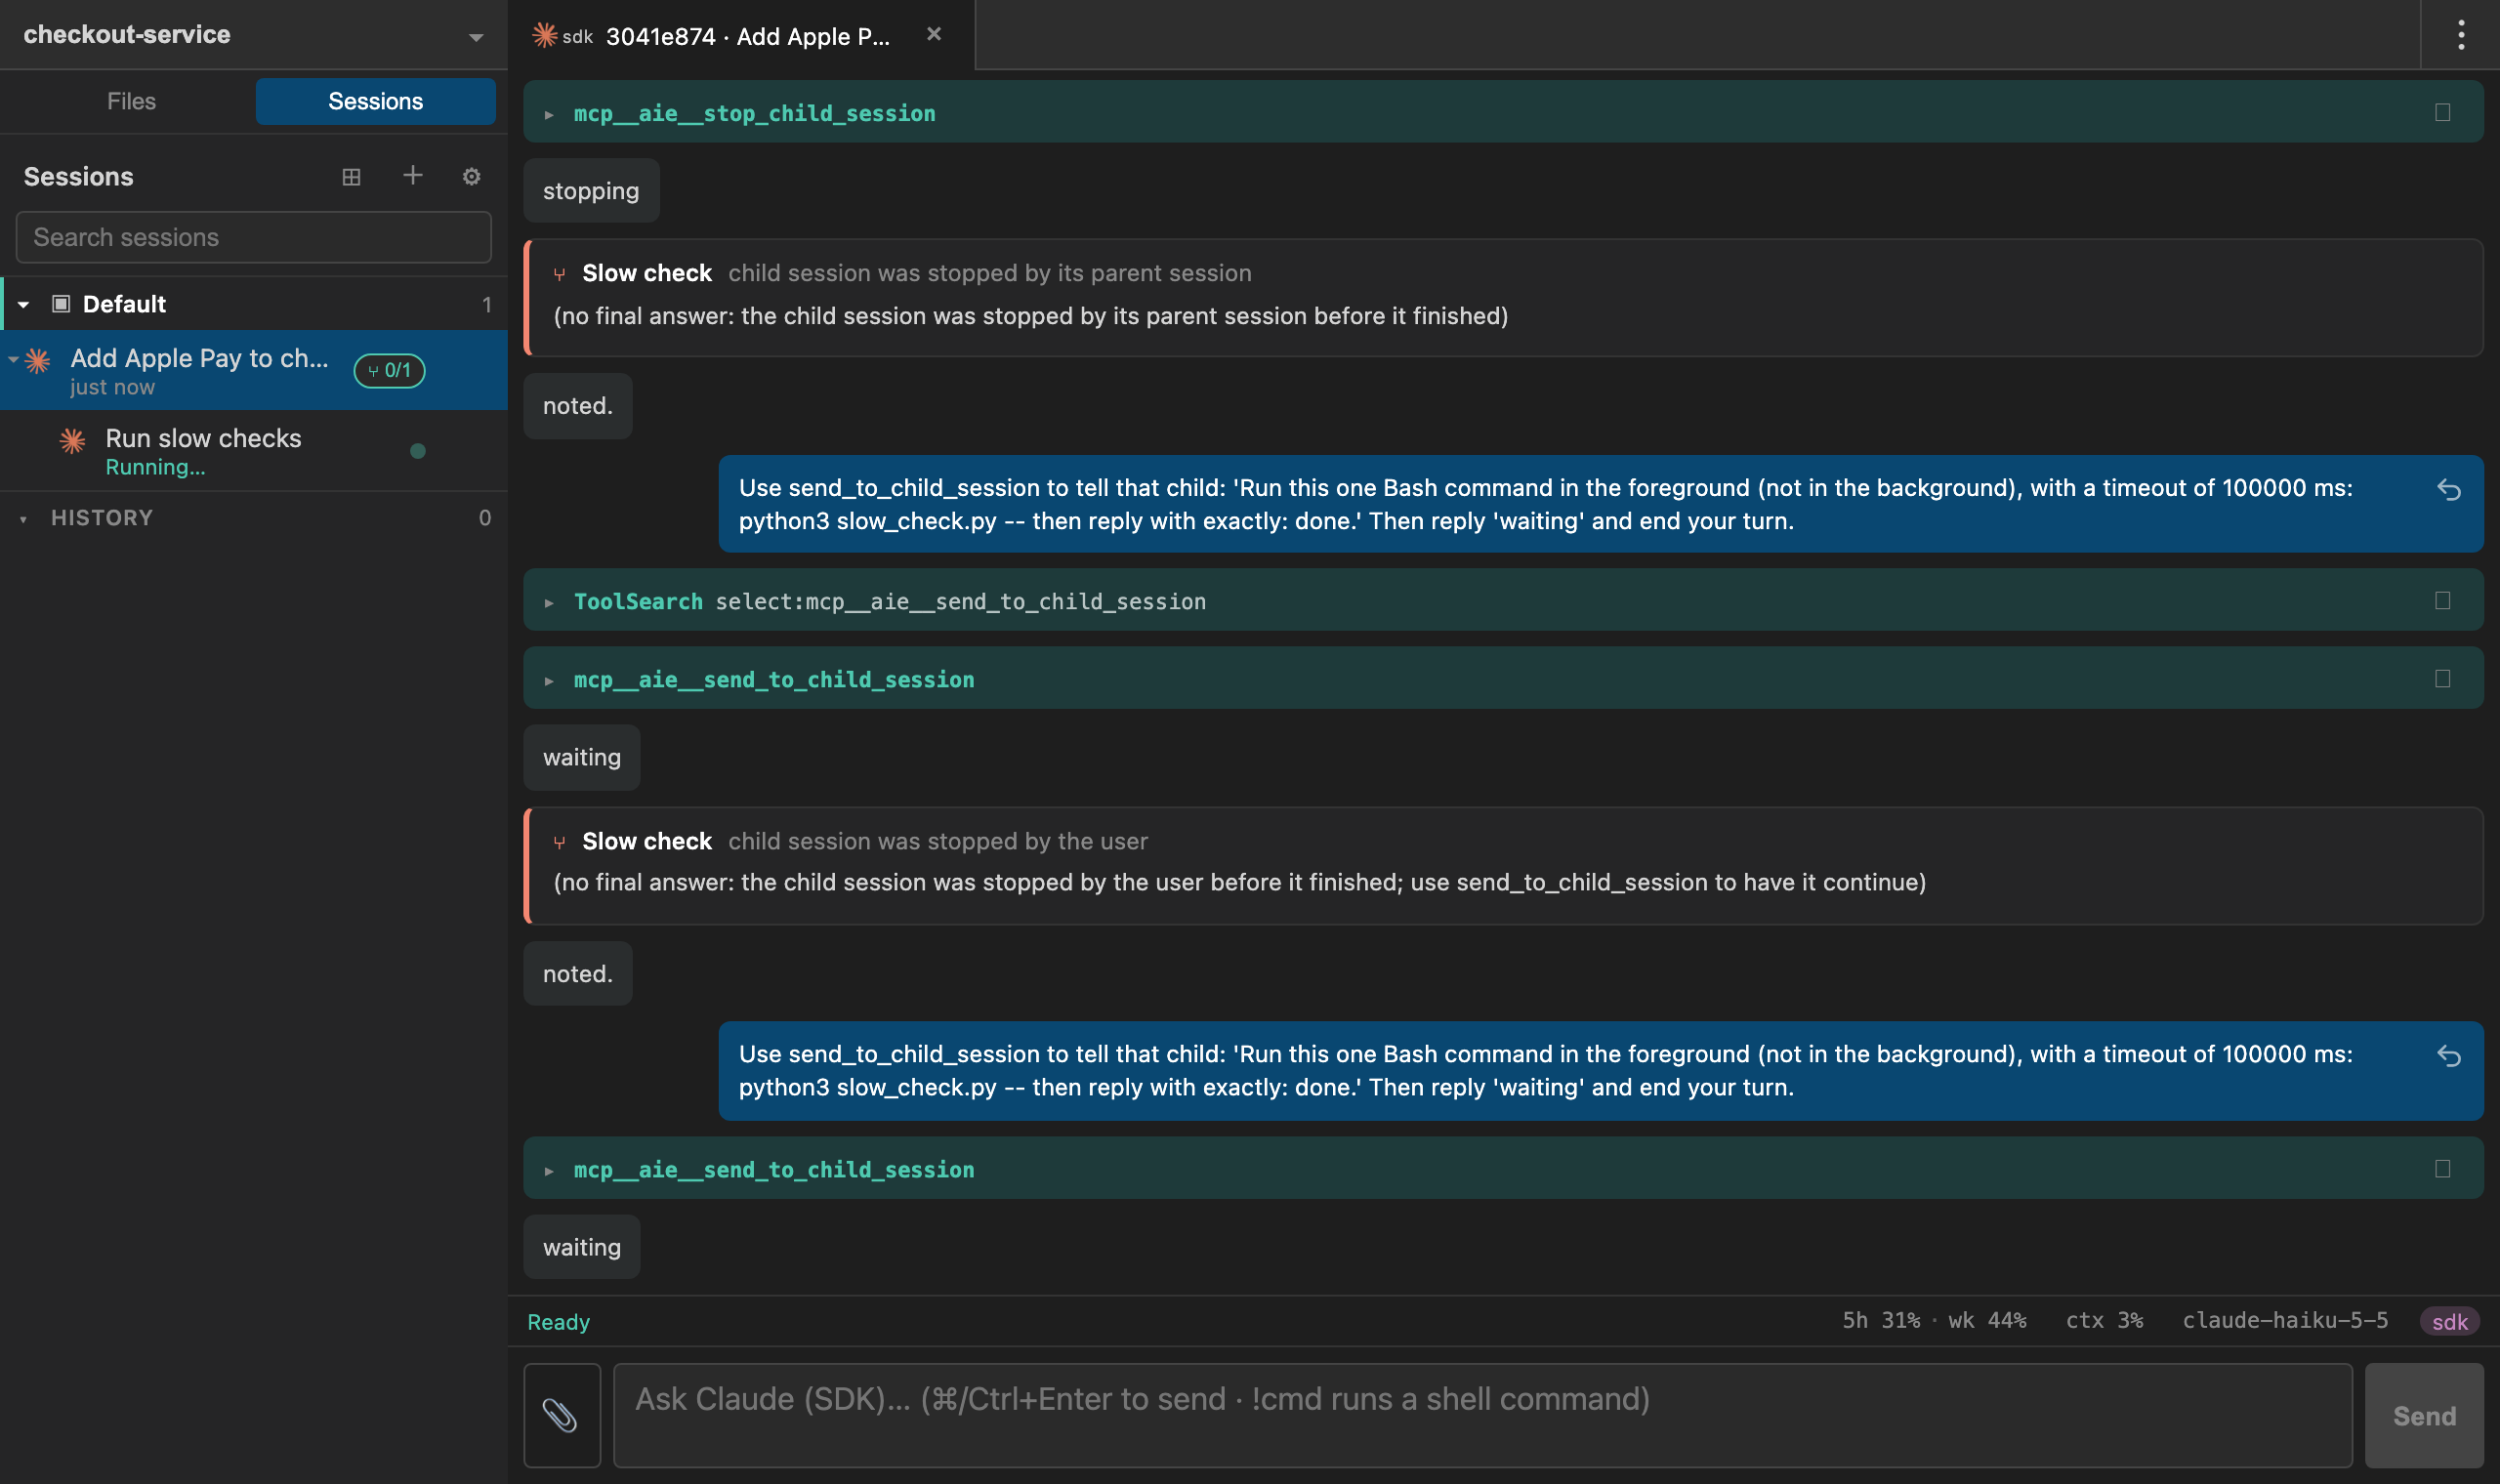 checkout-service
Files
Sessions
Sessions
Search sessions
Default
1
Add Apple Pay to ch...
just now
0/1
Run slow checks
Running...
HISTORY
0
sdk 3041e874 · Add Apple P...
mcp__aie__stop_child_session
stopping
Slow check child session was stopped by its parent session
(no final answer: the child session was stopped by its parent session before it finished)
noted.
Use send_to_child_session to tell that child: 'Run this one Bash command in the foreground (not in the background), with a timeout of 100000 ms:
python3 slow_check.py -- then reply with exactly: done.' Then reply 'waiting' and end your turn.
ToolSearch select:mcp__aie__send_to_child_session
mcp__aie__send_to_child_session
waiting
Slow check child session was stopped by the user
(no final answer: the child session was stopped by the user before it finished; use send_to_child_session to have it continue)
noted.
Use send_to_child_session to tell that child: 'Run this one Bash command in the foreground (not in the background), with a timeout of 100000 ms:
python3 slow_check.py -- then reply with exactly: done.' Then reply 'waiting' and end your turn.
mcp__aie__send_to_child_session
waiting
Ready
5h 31% · wk 44% ctx 3% claude-haiku-5-5 sdk
Ask Claude (SDK)... (⌘/Ctrl+Enter to send · !cmd runs a shell command)
Send